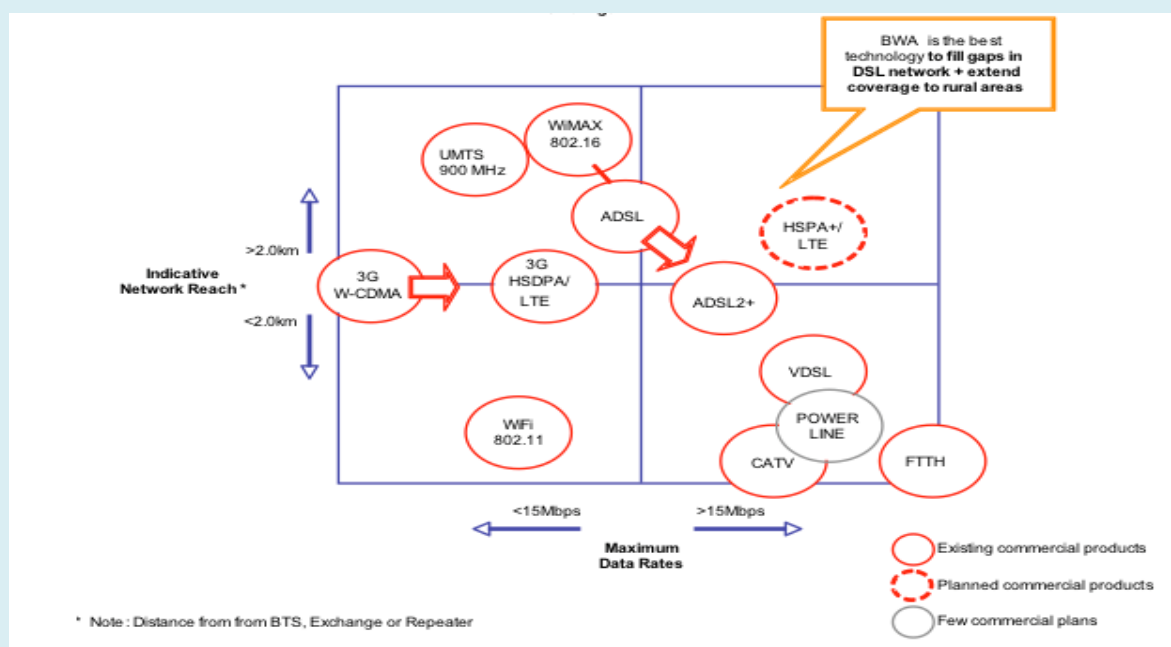 BWA is the best
technology to fill gaps in
DSL network + extend
coverage to rural areas
WiMAX
802.16
UMTS
900 MHz
ADSL
HSPA+/
LTE
>2.0km
Indicative
Network Reach *
<2.0km
3G
W-CDMA
3G
HSDPA/
LTE
ADSL2+
VDSL
POWER
LINE
WiFi
802.11
CATV
FTTH
<15Mbps
>15Mbps
Maximum
Data Rates
Existing commercial products
Planned commercial products
Few commercial plans
* Note : Distance from from BTS, Exchange or Repeater